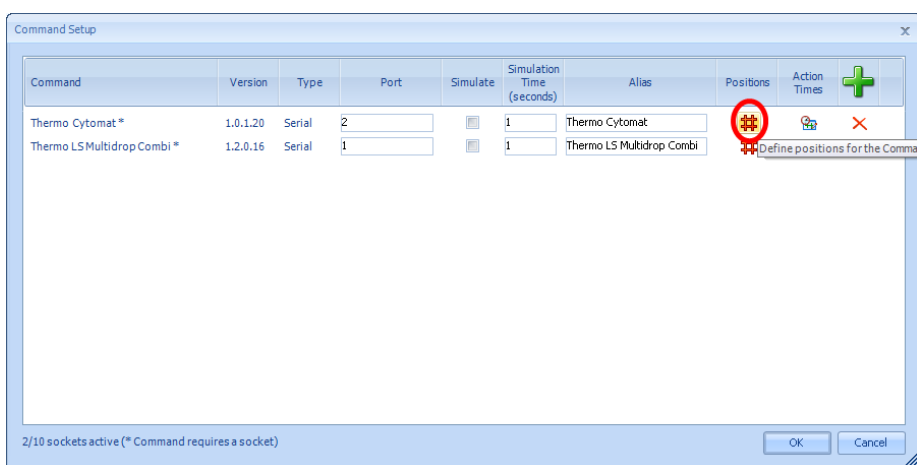 Command Setup
Command Version Type Port Simulate Simulation Time (seconds) Alias Positions Action Times
Thermo Cytomat * 1.0.1.20 Serial 2 1 Thermo Cytomat
Thermo LS Multidrop Combi * 1.2.0.16 Serial 1 1 Thermo LS Multidrop Combi
Define positions for the Comma
2/10 sockets active (* Command requires a socket)
OK Cancel